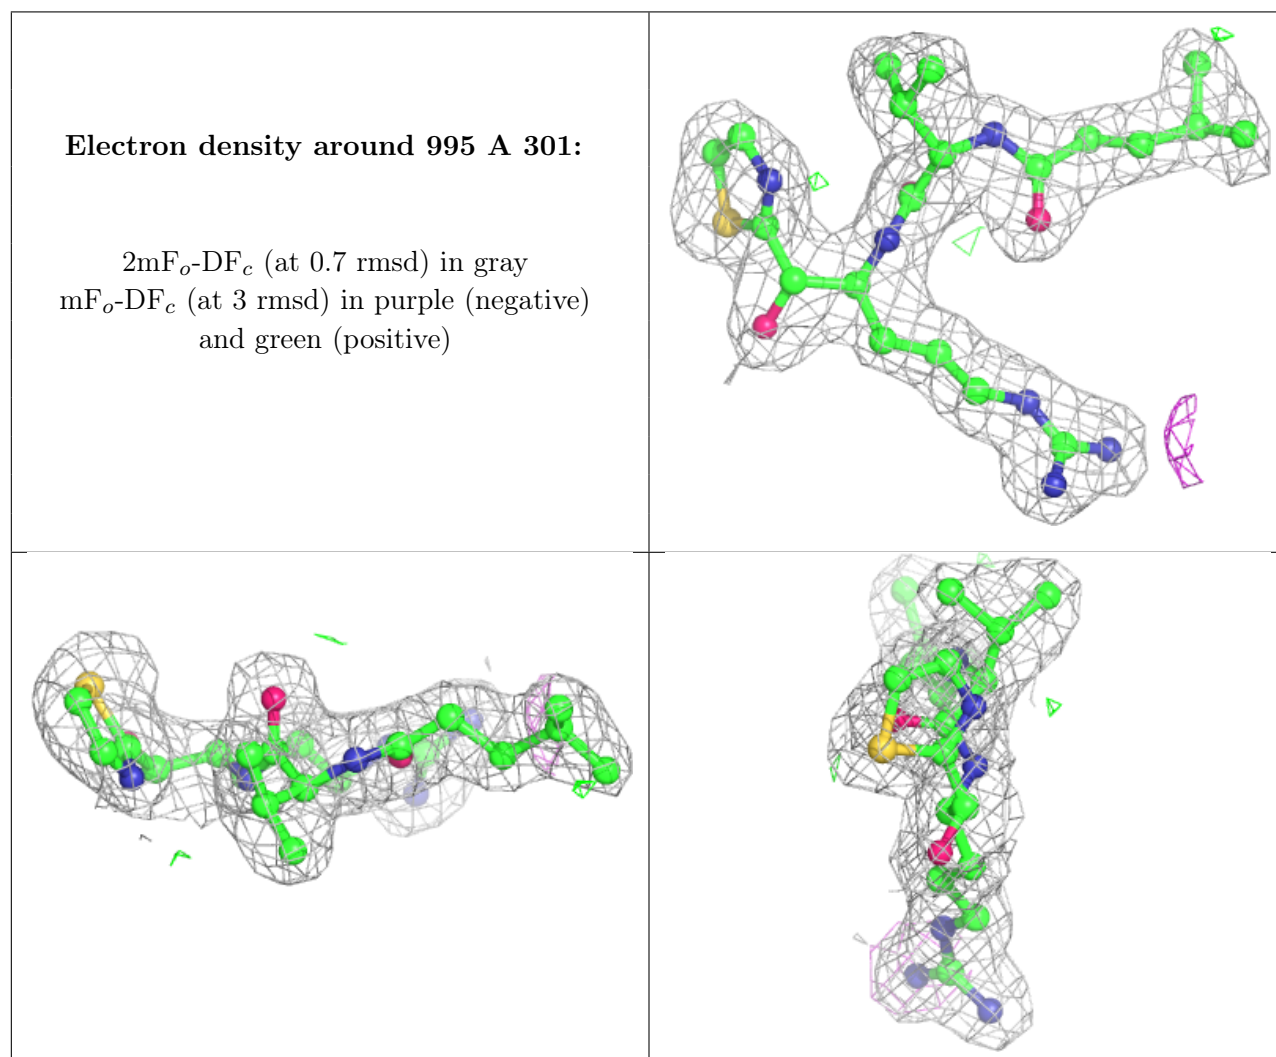 Electron density around 995 A 301:
2mFo-DFc (at 0.7 rmsd) in gray
mFo-DFc (at 3 rmsd) in purple (negative)
and green (positive)